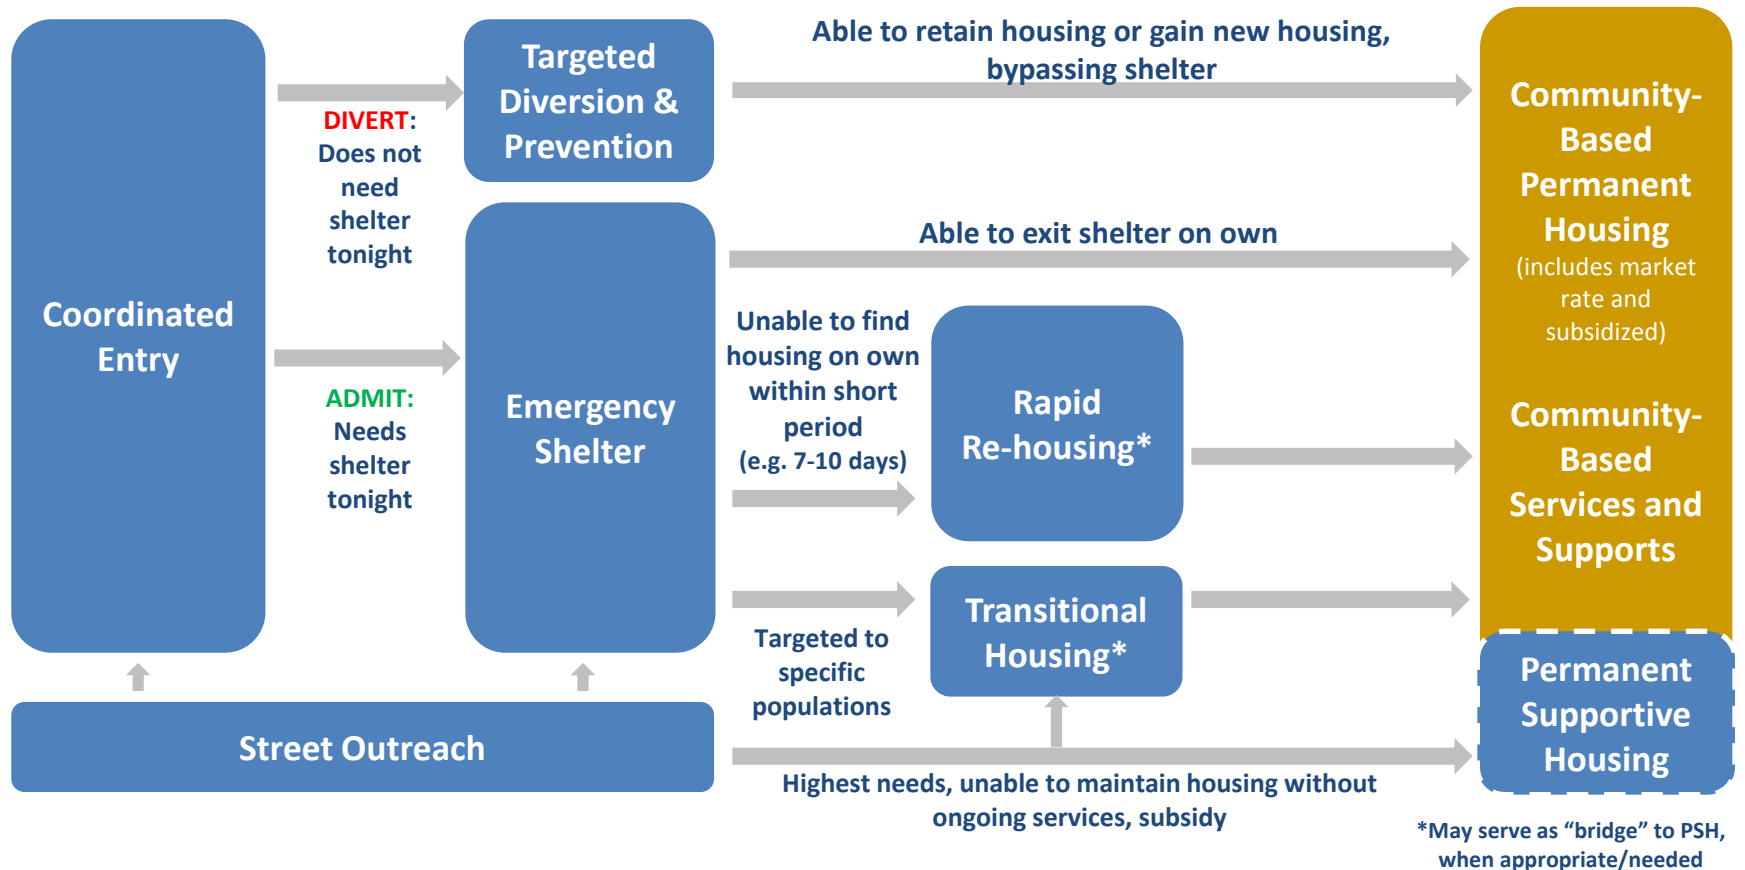 Coordinated
Entry
DIVERT:
Does not
need
shelter
tonight
ADMIT:
Needs
shelter
tonight
Targeted
Diversion &
Prevention
Emergency
Shelter
Street Outreach
Able to retain housing or gain new housing,
bypassing shelter
Able to exit shelter on own
Unable to find
housing on own
within short
period
(e.g. 7-10 days)
Rapid
Re-housing*
Targeted to
specific
populations
Transitional
Housing*
Highest needs, unable to maintain housing without
ongoing services, subsidy
Community-
Based
Permanent
Housing
(includes market
rate and
subsidized)
Community-
Based
Services and
Supports
Permanent
Supportive
Housing
*May serve as “bridge” to PSH,
when appropriate/needed